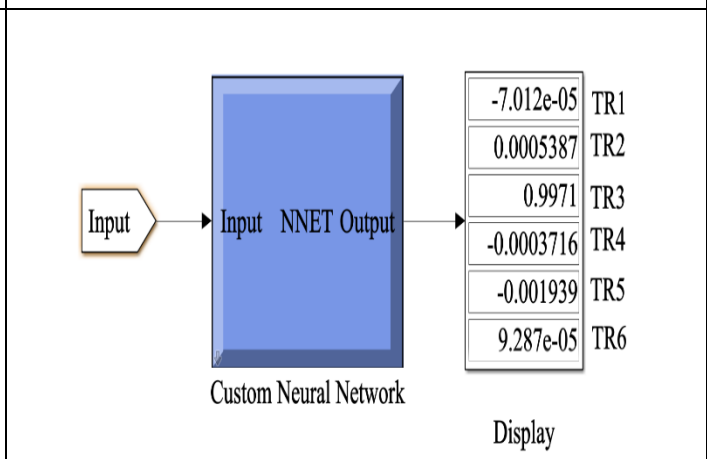 -7.012e-05 TR1
0.0005387 TR2
0.9971 TR3
Input
Input NNET Output
-0.0003716 TR4
-0.001939 TR5
9.287e-05 TR6
Custom Neural Network
Display